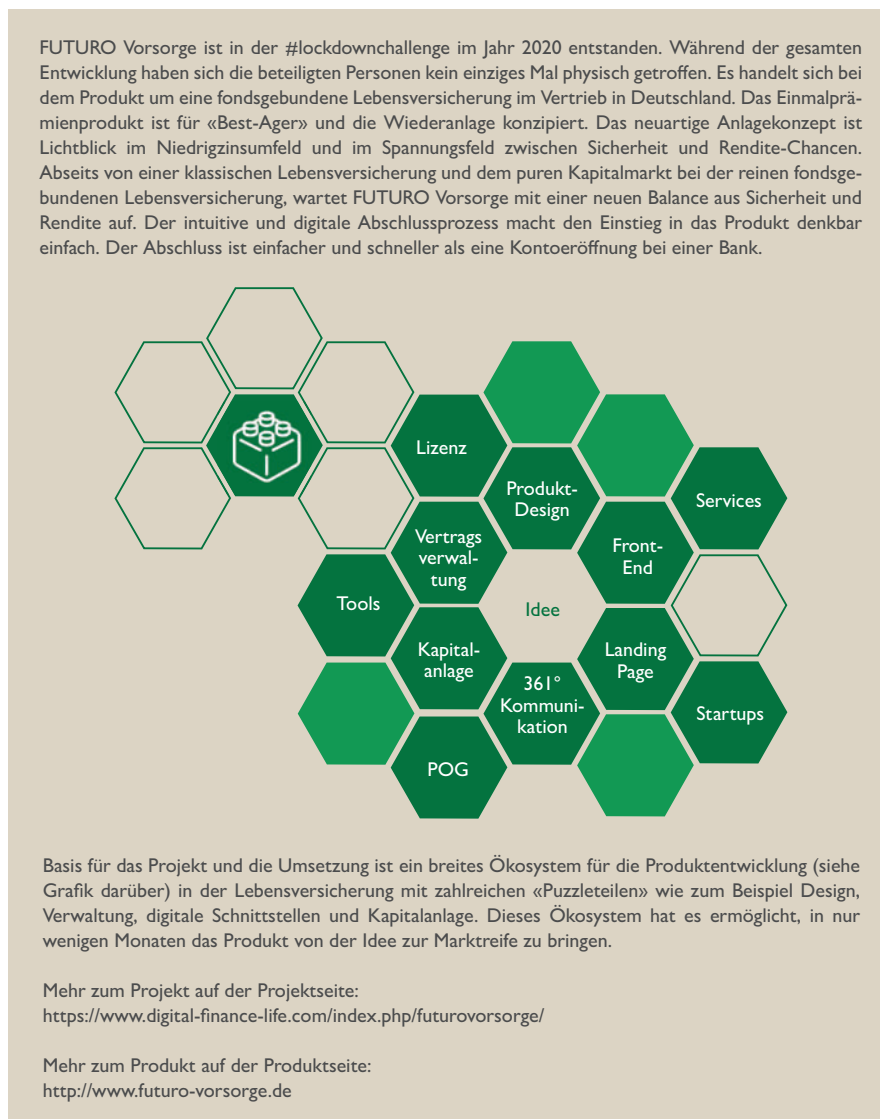 FUTURO Vorsorge ist in der #lockdownchallenge im Jahr 2020 entstanden. Während der gesamten
Entwicklung haben sich die beteiligten Personen kein einziges Mal physisch getroffen. Es handelt sich bei
dem Produkt um eine fondsgebundene Lebensversicherung im Vertrieb in Deutschland. Das Einmalprä-
mienprodukt ist für «Best-Ager» und die Wiederanlage konzipiert. Das neuartige Anlagekonzept ist
Lichtblick im Niedrigzinsumfeld und im Spannungsfeld zwischen Sicherheit und Rendite-Chancen.
Abseits von einer klassischen Lebensversicherung und dem puren Kapitalmarkt bei der reinen fondsge-
bundenen Lebensversicherung, wartet FUTURO Vorsorge mit einer neuen Balance aus Sicherheit und
Rendite auf. Der intuitive und digitale Abschlussprozess macht den Einstieg in das Produkt denkbar
einfach. Der Abschluss ist einfacher und schneller als eine Kontoeröffnung bei einer Bank.
Lizenz
Produkt-
Design
Services
Vertrags
verwal-
tung
Front-
End
Tools
Idee
Kapital-
anlage
Landing
Page
361°
Kommuni-
kation
Startups
POG
Basis für das Projekt und die Umsetzung ist ein breites Ökosystem für die Produktentwicklung (siehe
Grafik darüber) in der Lebensversicherung mit zahlreichen «Puzzleteilen» wie zum Beispiel Design,
Verwaltung, digitale Schnittstellen und Kapitalanlage. Dieses Ökosystem hat es ermöglicht, in nur
wenigen Monaten das Produkt von der Idee zur Marktreife zu bringen.
Mehr zum Projekt auf der Projektseite:
https://www.digital-finance-life.com/index.php/futurovorsorge/
Mehr zum Produkt auf der Produktseite:
http://www.futuro-vorsorge.de